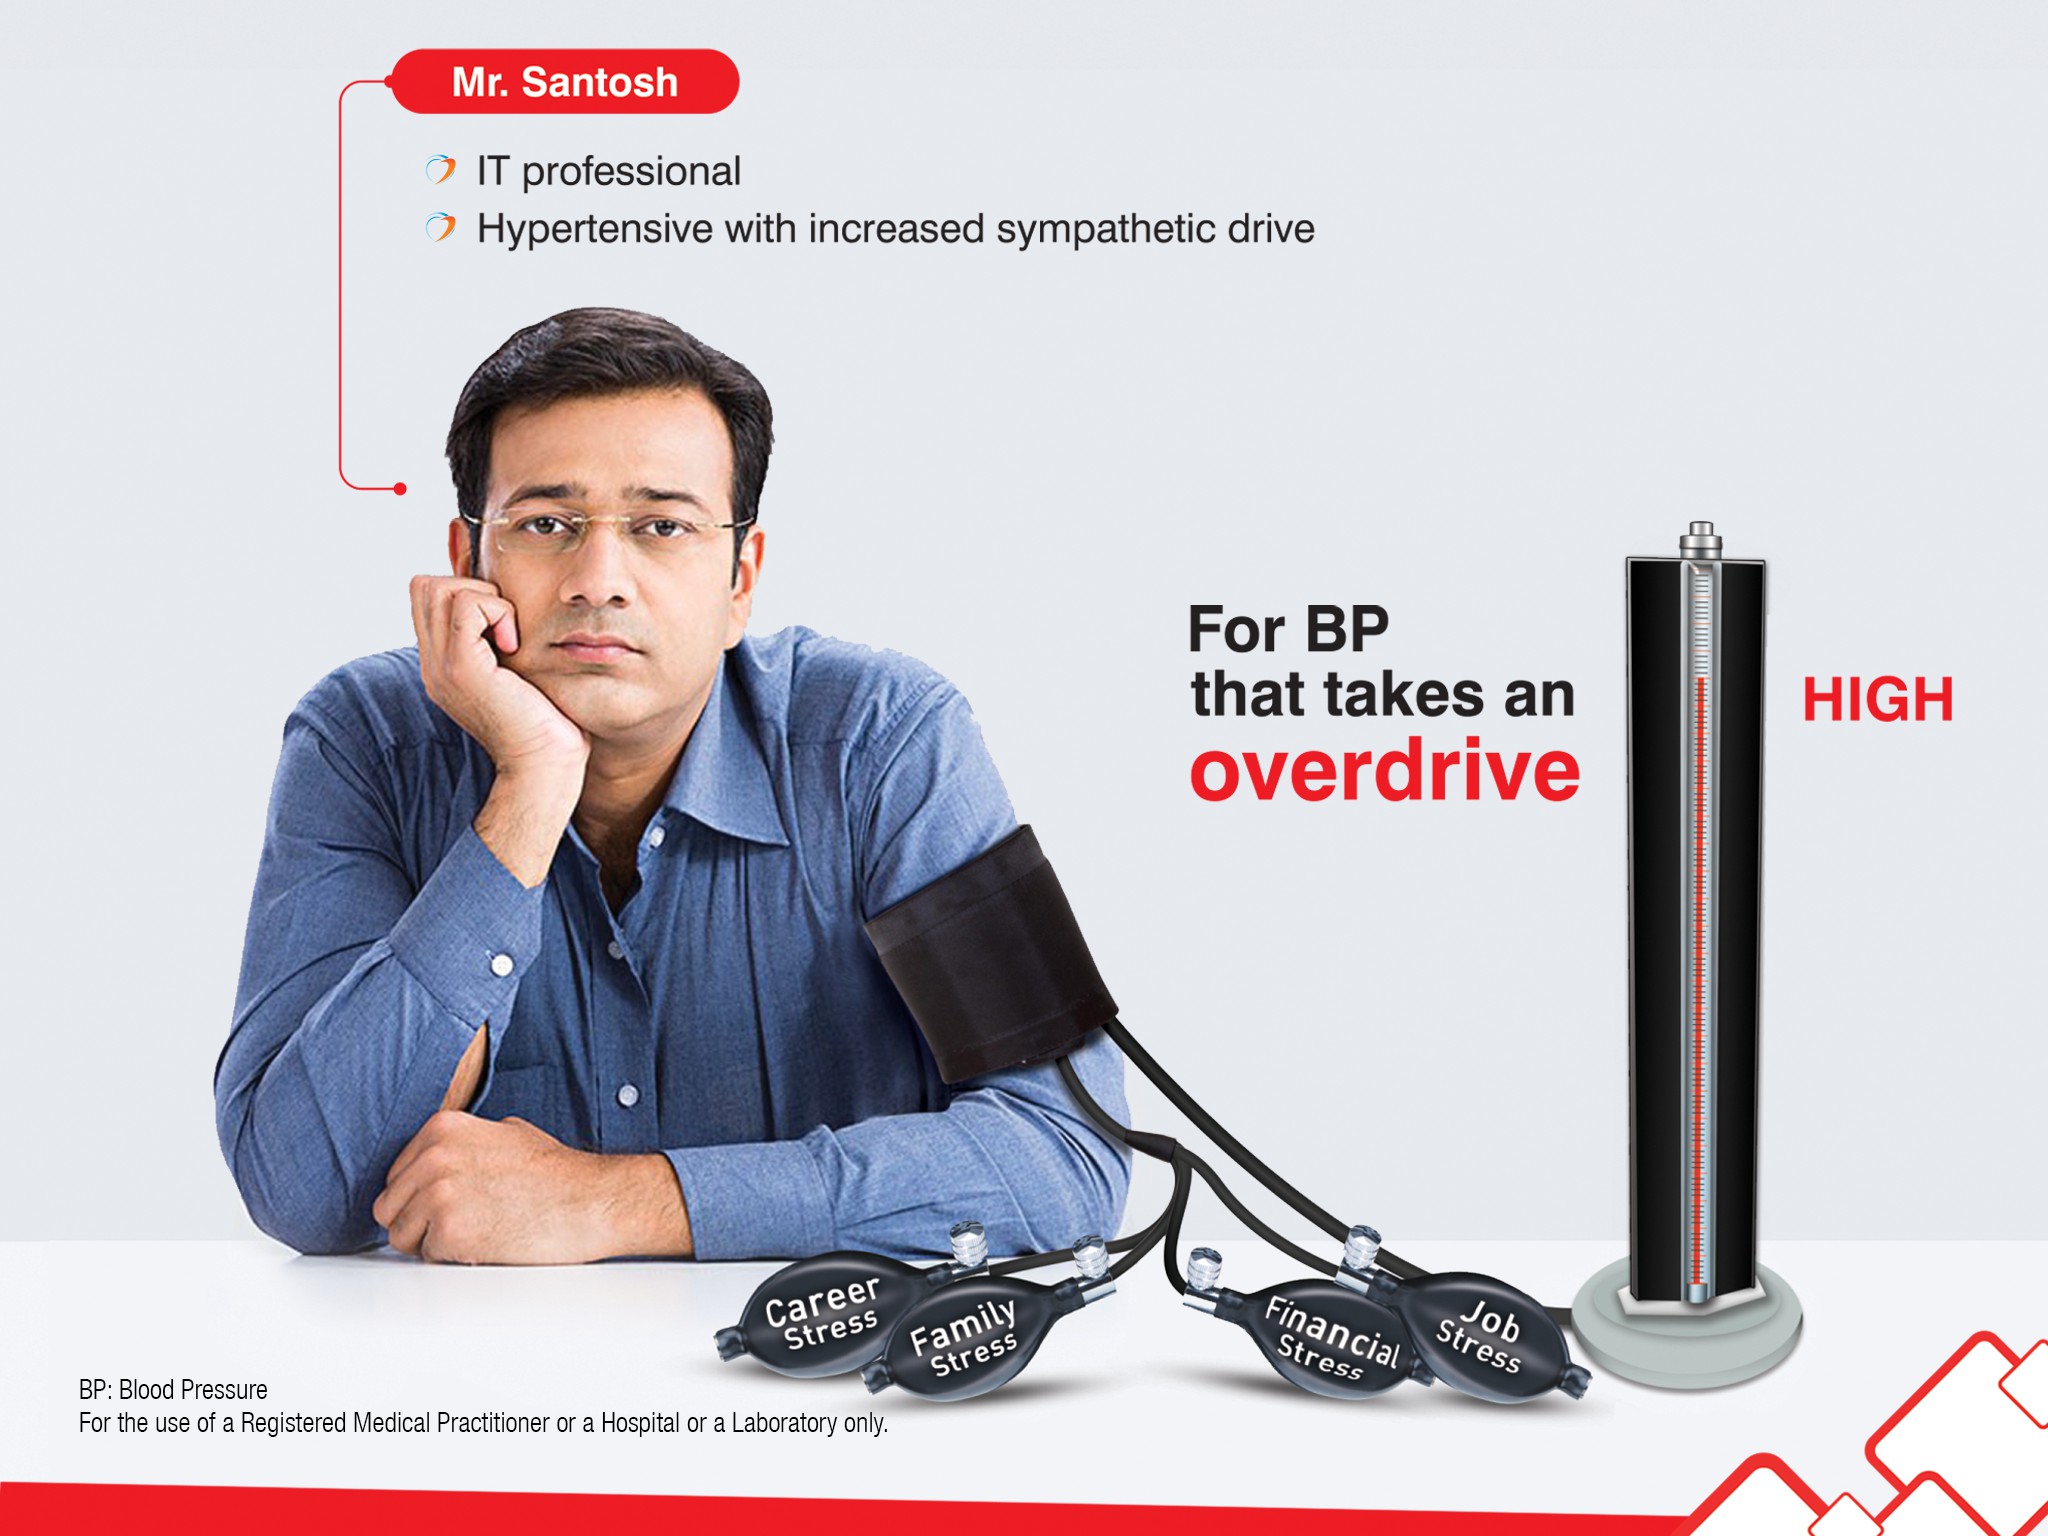 Mr. Santosh
IT professional
Hypertensive with increased sympathetic drive
For BP
that takes an
overdrive
HIGH
Career
Stress
Family
Stress
Financial
Stress
Job
Stress
BP: Blood Pressure
For the use of a Registered Medical Practitioner or a Hospital or a Laboratory only.